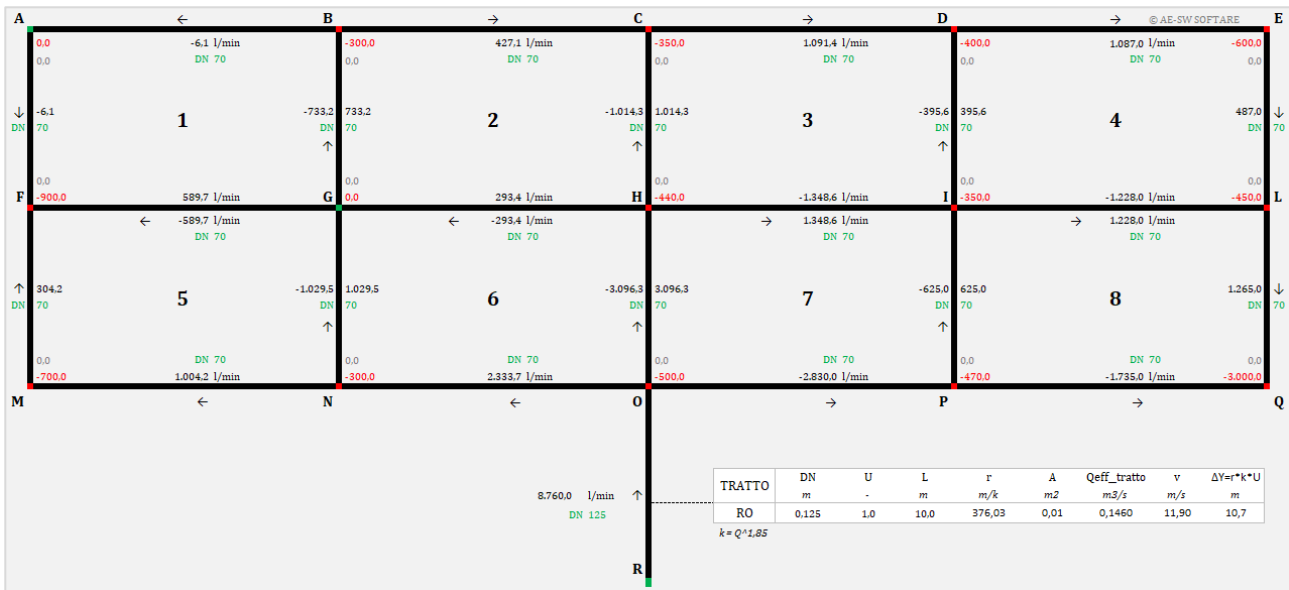 A ← B → C → D → © AE-SW SOFTARE E
0,0 -6,1 l/min -300,0 427,1 l/min -350,0 1.091,4 l/min -400,0 1.087,0 l/min -600,0
0,0 DN 70 0,0 DN 70 0,0 DN 70 0,0 DN 70 0,0
↓ -6,1 1 -733,2 733,2 2 -1.014,3 1.014,3 3 -395,6 395,6 4 487,0 ↓
DN 70 DN 70 DN 70 DN 70 DN 70
↑ ↑ ↑
0,0 0,0 0,0 0,0 0,0
F -900,0 589,7 l/min G 0,0 293,4 l/min H -440,0 -1.348,6 l/min I -350,0 -1.228,0 l/min -450,0 L
← -589,7 l/min ← -293,4 l/min → 1.348,6 l/min → 1.228,0 l/min
DN 70 DN 70 DN 70 DN 70
↑ 304,2 5 -1.029,5 1.029,5 6 -3.096,3 3.096,3 7 -625,0 625,0 8 1.265,0 ↓
DN 70 DN 70 DN 70 DN 70 DN 70
↑ ↑ ↑
0,0 DN 70 0,0 DN 70 0,0 DN 70 0,0 DN 70 0,0
-700,0 1.004,2 l/min -300,0 2.333,7 l/min -500,0 -2.830,0 l/min -470,0 -1.735,0 l/min -3.000,0
M ← N ← O → P → Q
TRATTO DN U L r A Qeff_tratto v ΔY=r*k*U
m - m m/k m2 m3/s m/s m
8.760,0 l/min ↑
RO 0,125 1,0 10,0 376,03 0,01 0,1460 11,90 10,7
DN 125
k = Q^1,85
R